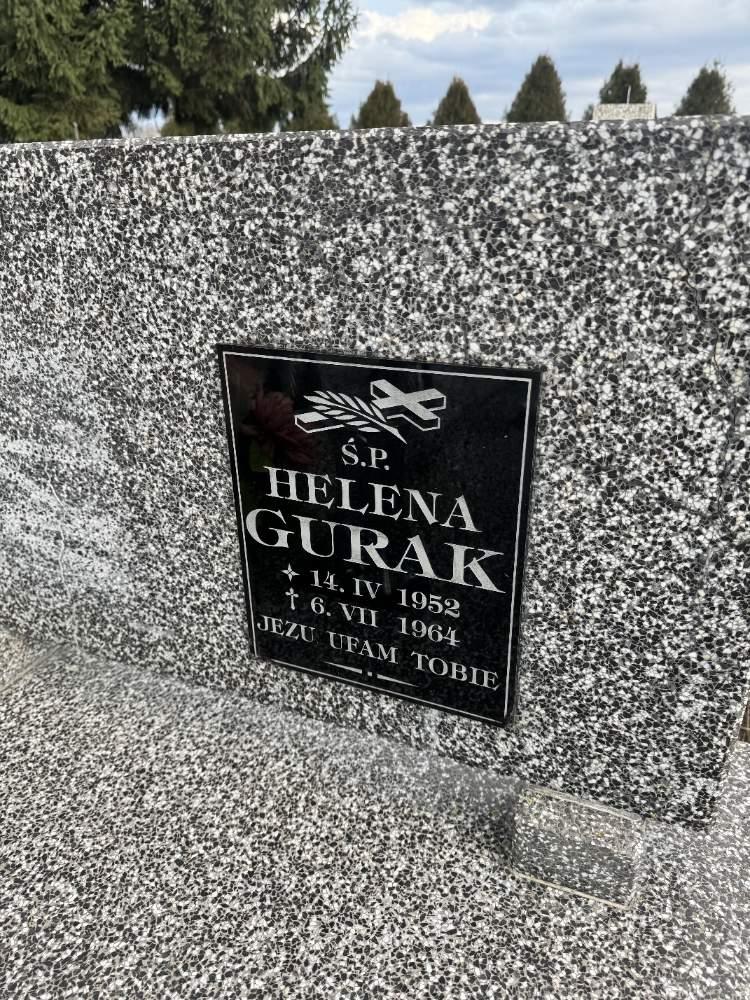 Ś.P.
HELENA
GURAK
✦ 14. IV 1952
† 6. VII 1964
JEZU UFAM TOBIE